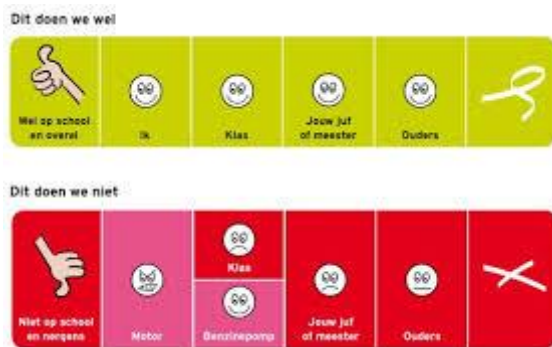 Dit doen we wel
Wel op school
en overal
Ik
Klas
Jouw juf
of meester
Ouders
Dit doen we niet
Niet op school
en nergens
Motor
Klas
Benzinepomp
Jouw juf
of meester
Ouders